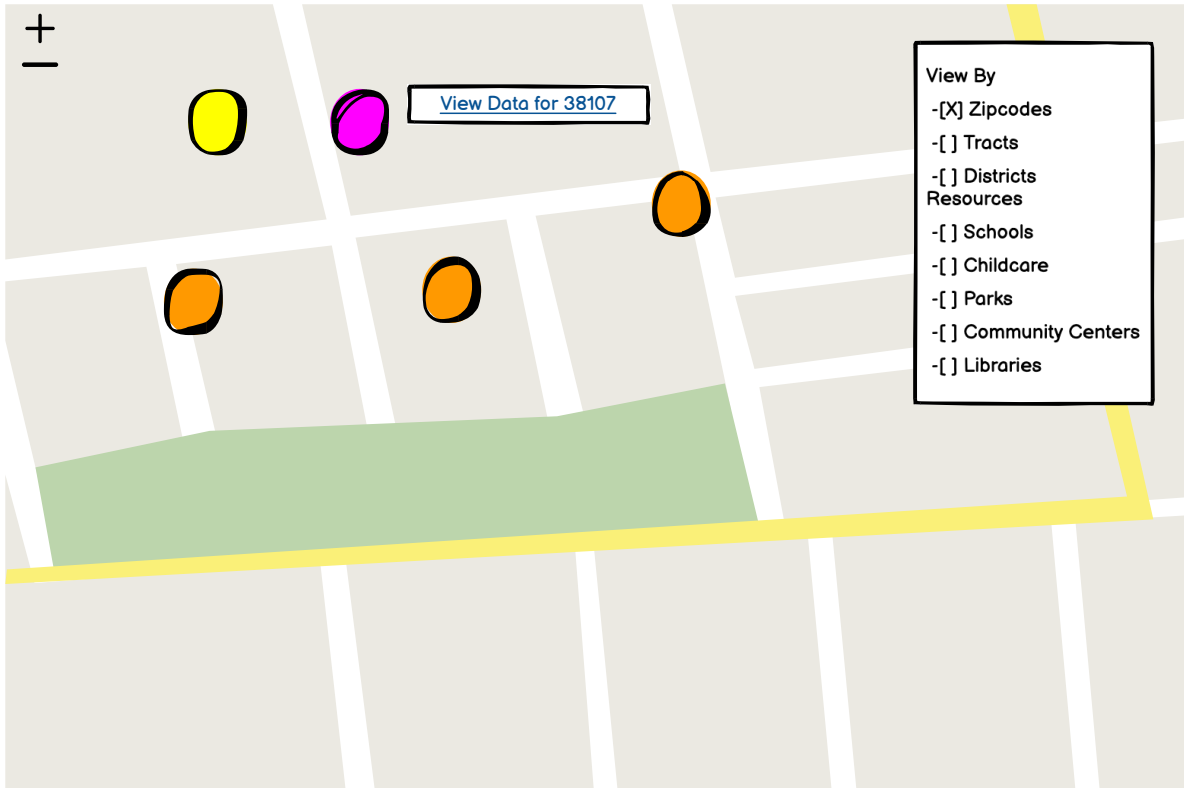 +
−
View Data for 38107
View By
-[X] Zipcodes
-[ ] Tracts
-[ ] Districts
Resources
-[ ] Schools
-[ ] Childcare
-[ ] Parks
-[ ] Community Centers
-[ ] Libraries